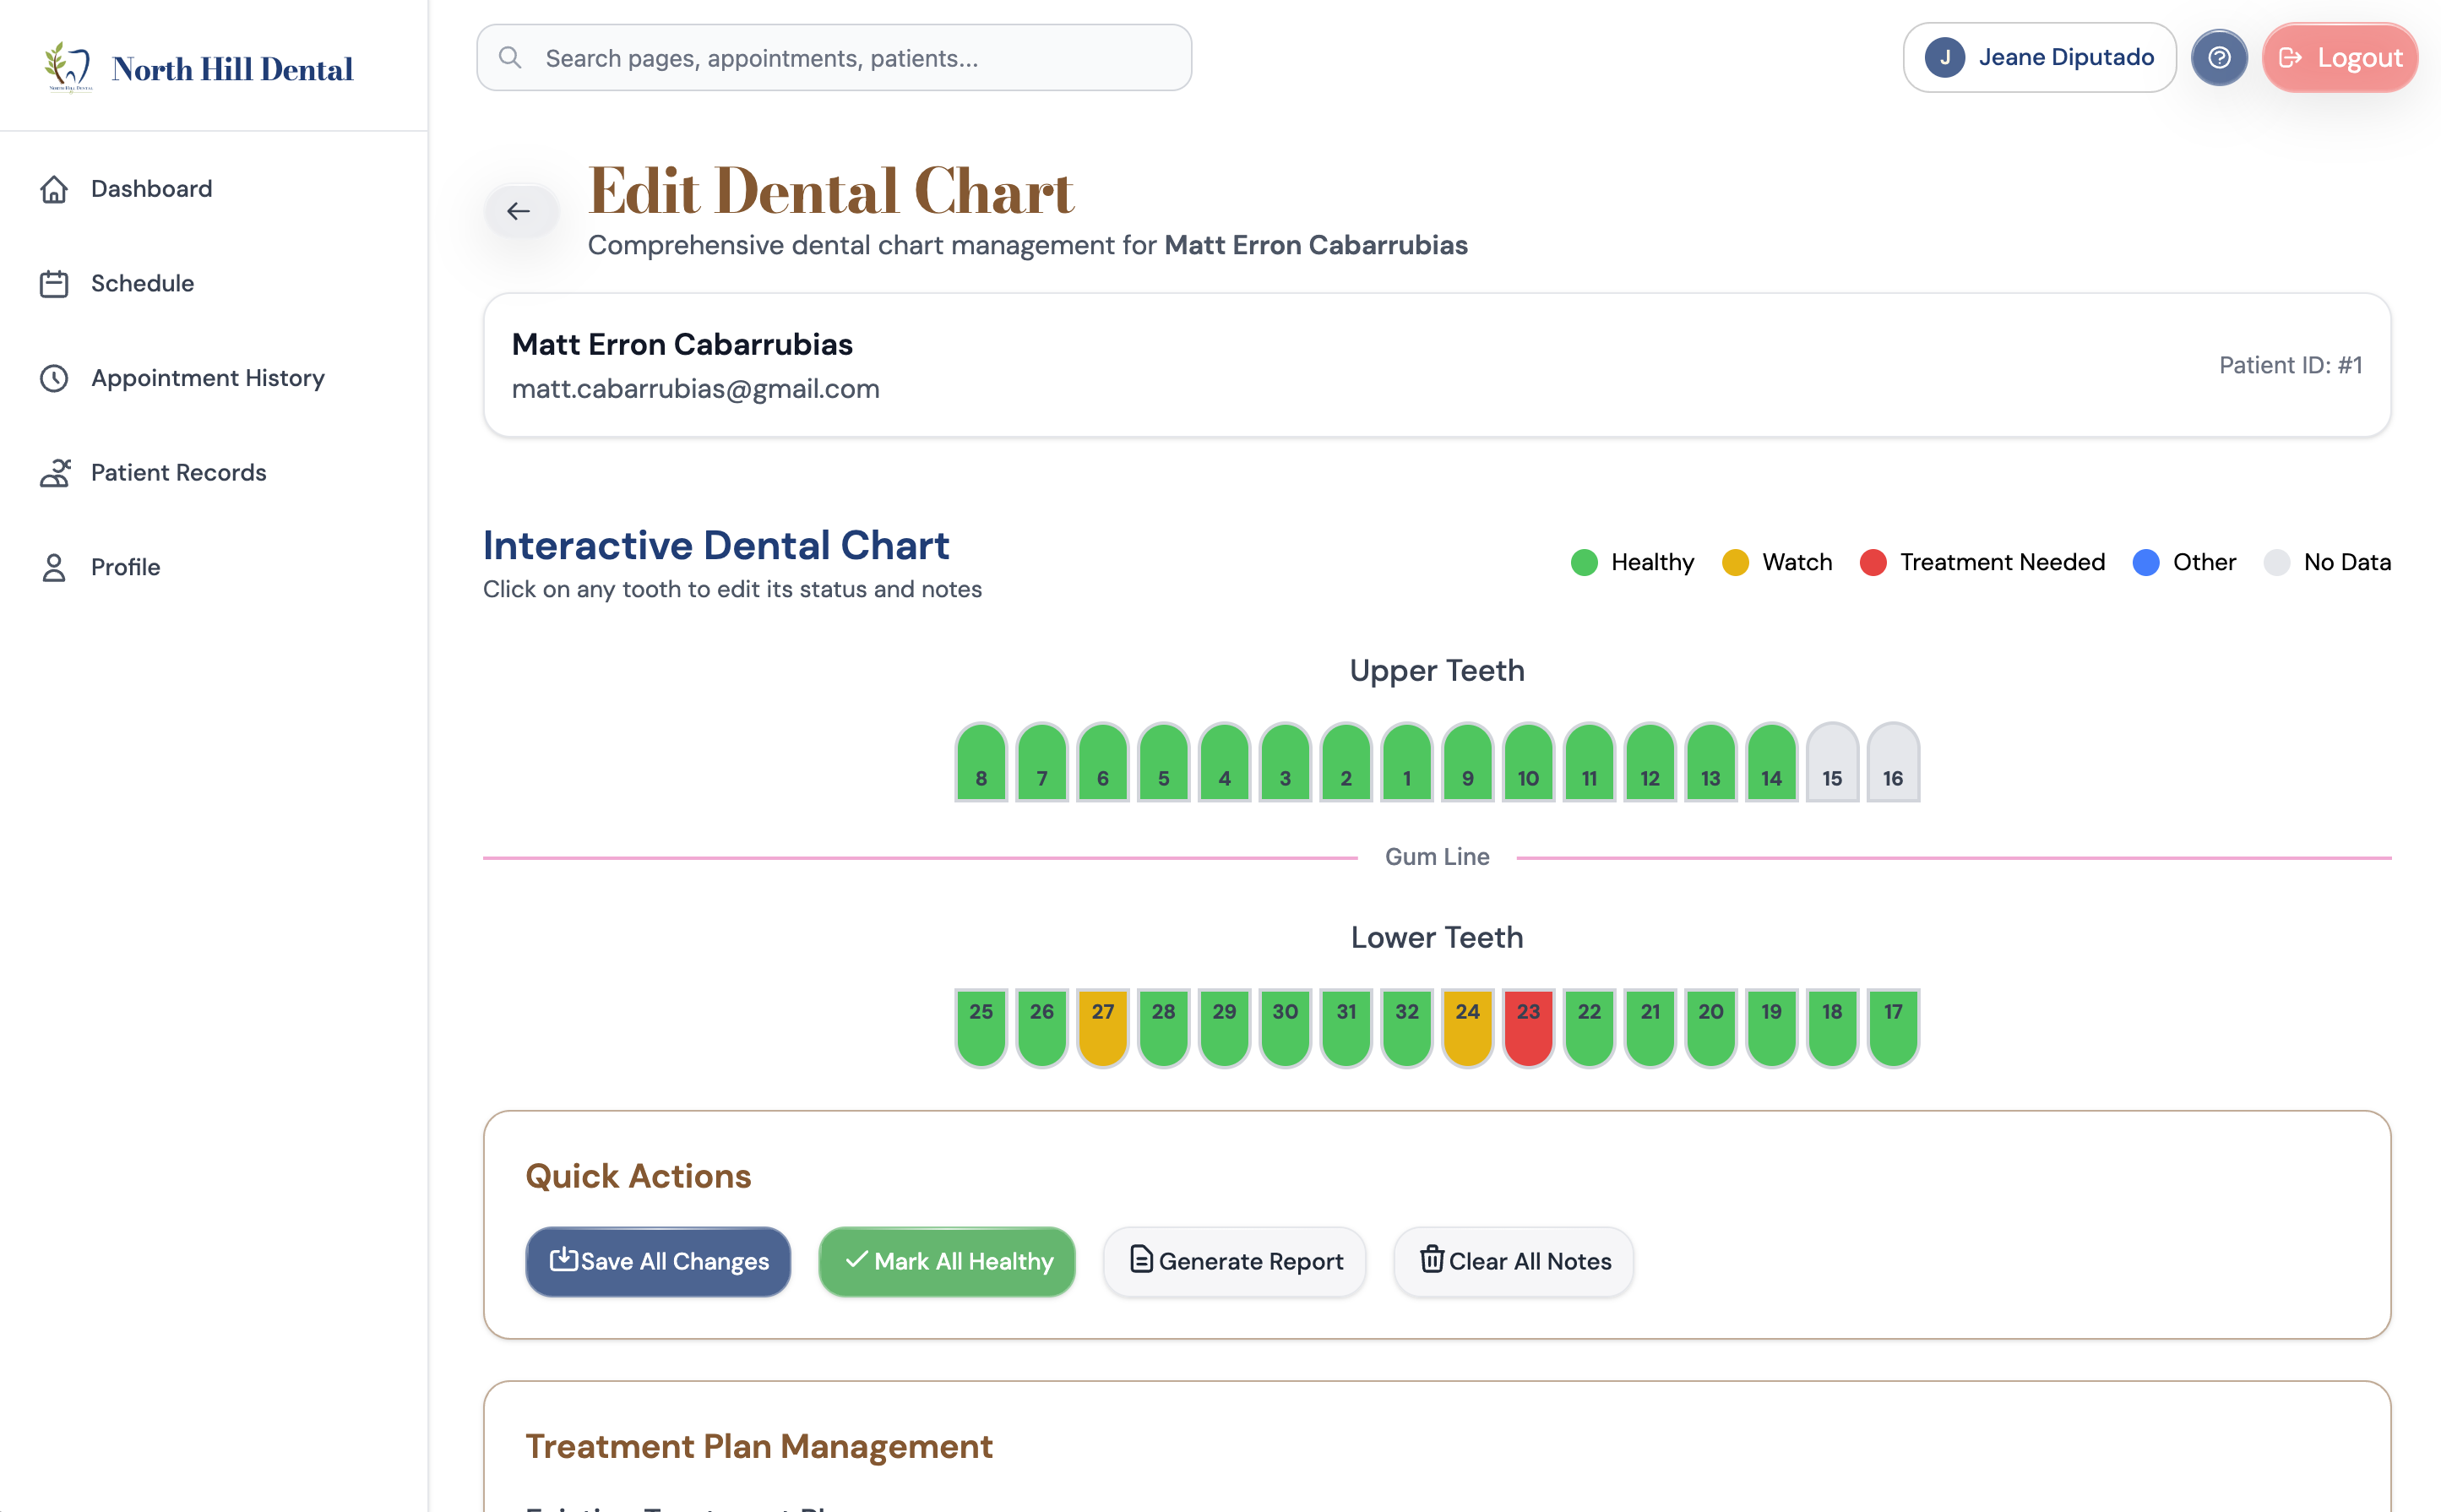 North Hill Dental
Search pages, appointments, patients...
J
Jeane Diputado
Logout
Dashboard
Schedule
Appointment History
Patient Records
Profile
Edit Dental Chart
Comprehensive dental chart management for Matt Erron Cabarrubias
Matt Erron Cabarrubias
matt.cabarrubias@gmail.com
Patient ID: #1
Interactive Dental Chart
Click on any tooth to edit its status and notes
Healthy Watch Treatment Needed Other No Data
Upper Teeth
8 7 6 5 4 3 2 1 9 10 11 12 13 14 15 16
Gum Line
Lower Teeth
25 26 27 28 29 30 31 32 24 23 22 21 20 19 18 17
Quick Actions
Save All Changes Mark All Healthy Generate Report Clear All Notes
Treatment Plan Management